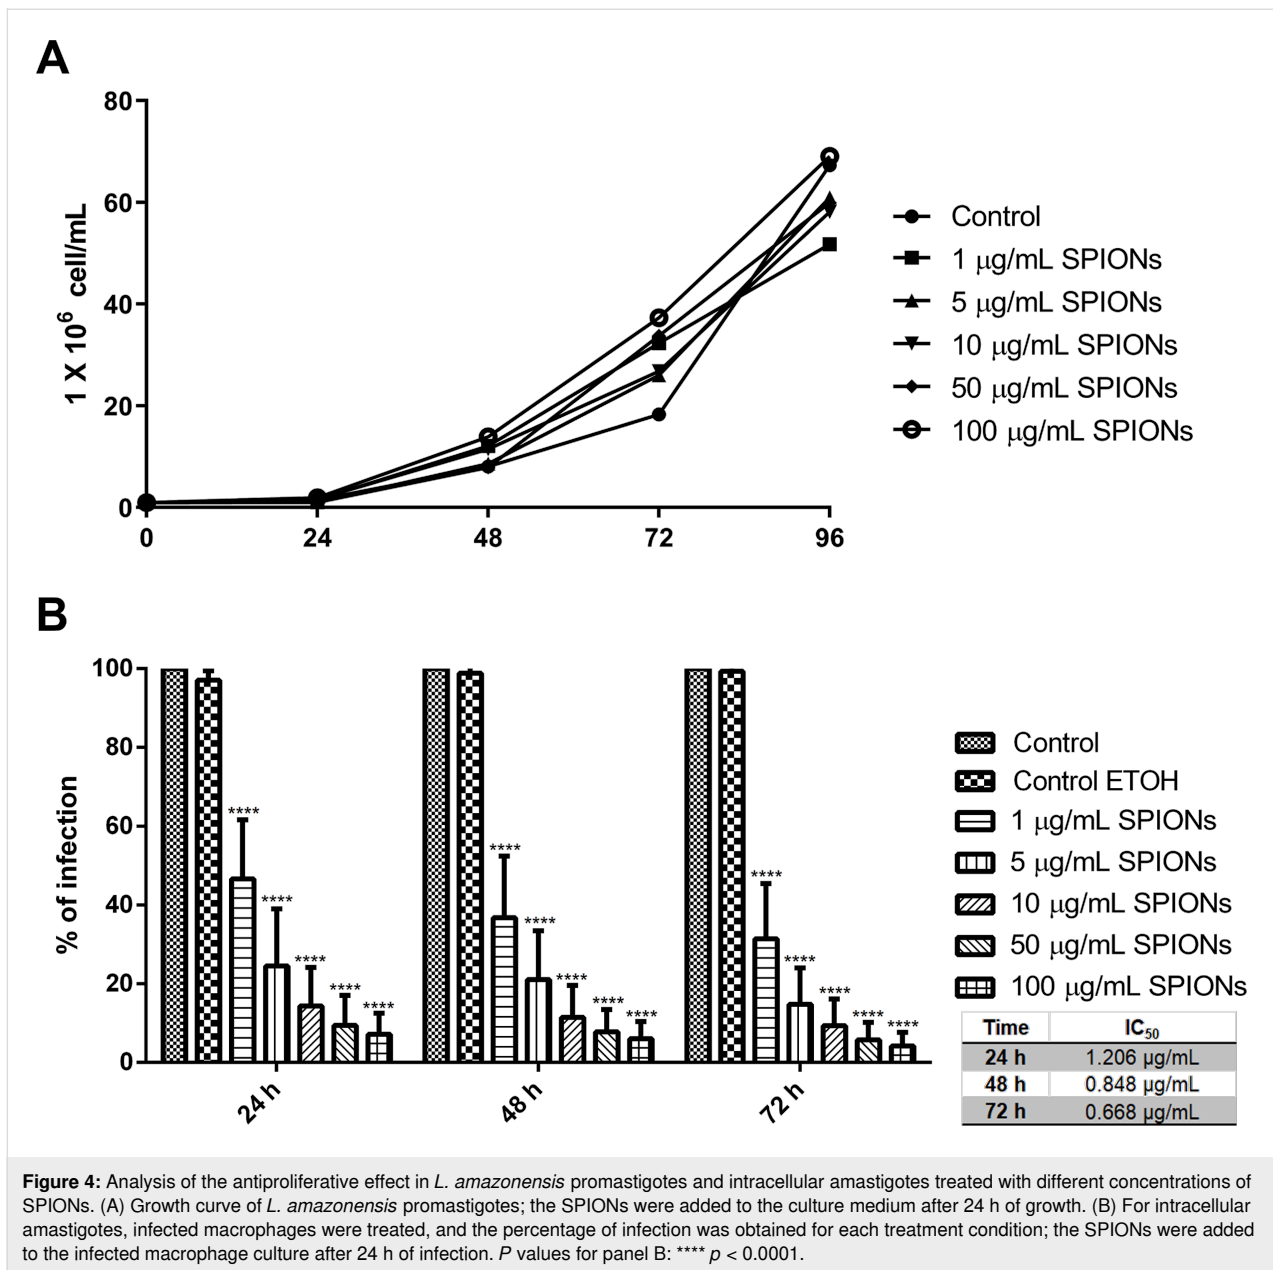 A
80
60
40
20
0
1 X 10⁶ cell/mL
0 24 48 72 96
Control
1 μg/mL SPIONs
5 μg/mL SPIONs
10 μg/mL SPIONs
50 μg/mL SPIONs
100 μg/mL SPIONs
B
100
80
60
40
20
0
% of infection
**** **** **** **** ****
**** **** **** **** ****
**** **** **** **** ****
24 h 48 h 72 h
Control
Control ETOH
1 μg/mL SPIONs
5 μg/mL SPIONs
10 μg/mL SPIONs
50 μg/mL SPIONs
100 μg/mL SPIONs
Time IC₅₀
24 h 1.206 μg/mL
48 h 0.848 μg/mL
72 h 0.668 μg/mL
Figure 4: Analysis of the antiproliferative effect in L. amazonensis promastigotes and intracellular amastigotes treated with different concentrations of
SPIONs. (A) Growth curve of L. amazonensis promastigotes; the SPIONs were added to the culture medium after 24 h of growth. (B) For intracellular
amastigotes, infected macrophages were treated, and the percentage of infection was obtained for each treatment condition; the SPIONs were added
to the infected macrophage culture after 24 h of infection. P values for panel B: **** p < 0.0001.